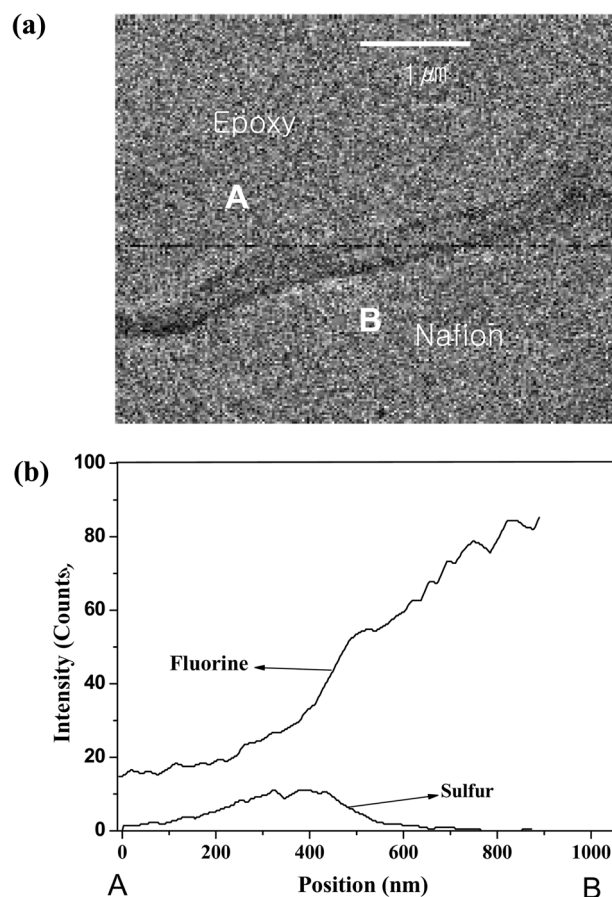 (a)
1 μm
Epoxy
A
B
Nafion
(b)
100
80
60
40
20
0
Intensity (Counts)
Fluorine
Sulfur
0 200 400 600 800 1000
A Position (nm) B